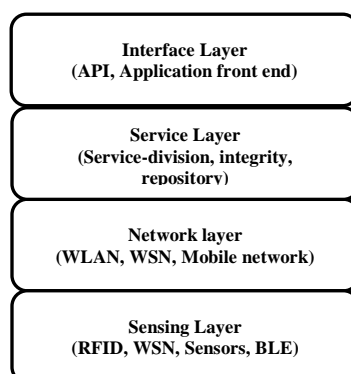 Interface Layer
(API, Application front end)
Service Layer
(Service-division, integrity,
repository)
Network layer
(WLAN, WSN, Mobile network)
Sensing Layer
(RFID, WSN, Sensors, BLE)